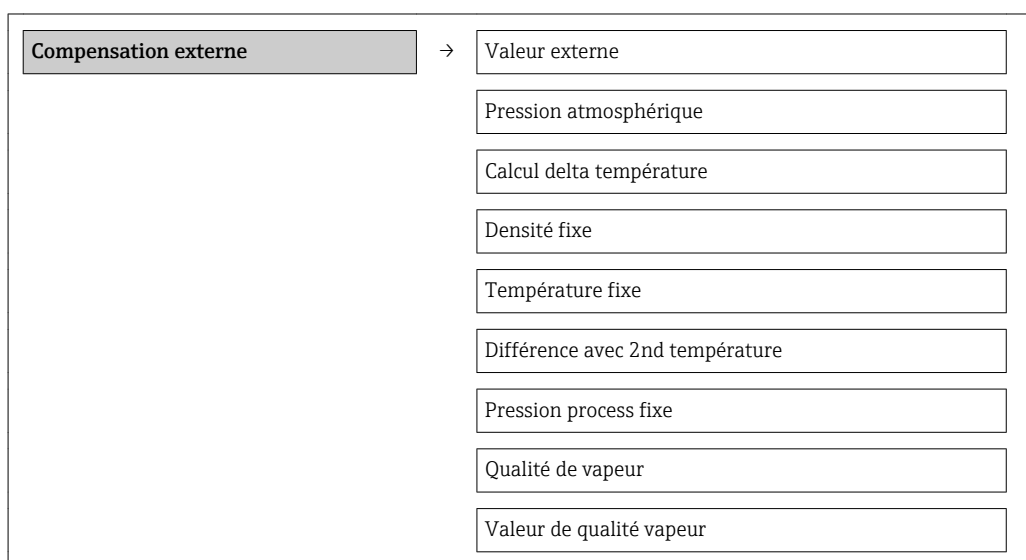 Compensation externe → Valeur externe
Pression atmosphérique
Calcul delta température
Densité fixe
Température fixe
Différence avec 2nd température
Pression process fixe
Qualité de vapeur
Valeur de qualité vapeur